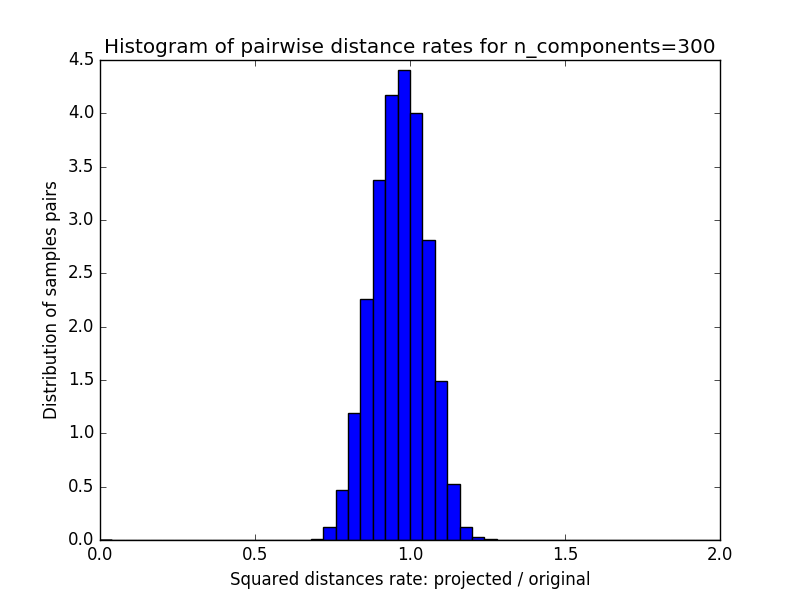 Histogram of pairwise distance rates for n_components=300
4.5
4.0
3.5
3.0
2.5
2.0
1.5
1.0
0.5
0.0
Distribution of samples pairs
0.0 0.5 1.0 1.5 2.0
Squared distances rate: projected / original